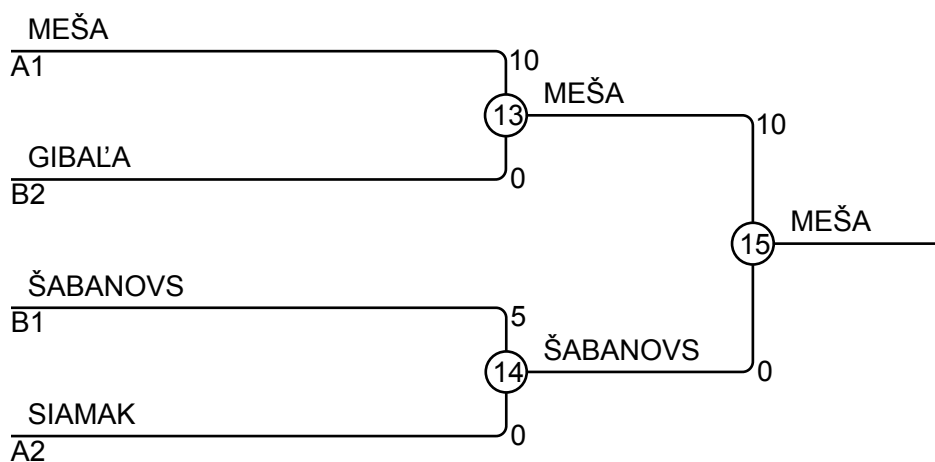 MEŠA
A1
10
13
MEŠA
GIBAĽA
B2
0
10
15
MEŠA
ŠABANOVS
B1
5
14
ŠABANOVS
0
SIAMAK
A2
0